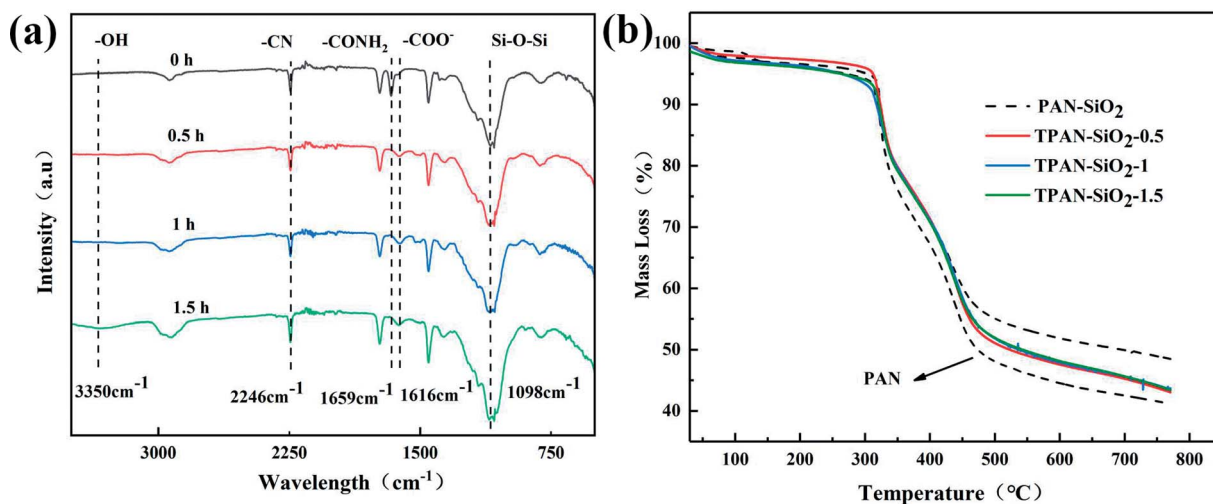 (a)
-OH
-CN
-CONH2
-COO-
Si-O-Si
0 h
0.5 h
1 h
1.5 h
3350cm-1
2246cm-1
1659cm-1
1616cm-1
1098cm-1
Intensity (a.u)
3000
2250
1500
750
Wavelength (cm-1)
(b)
100
90
80
70
60
50
40
Mass Loss (%)
PAN-SiO2
TPAN-SiO2-0.5
TPAN-SiO2-1
TPAN-SiO2-1.5
PAN
100 200 300 400 500 600 700 800
Temperature (°C)